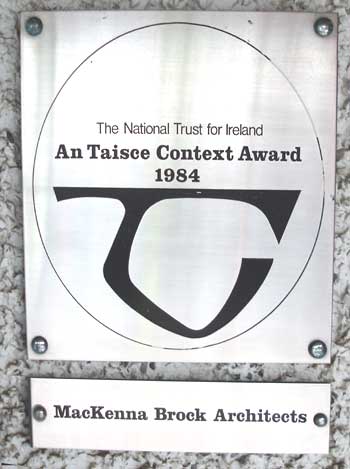 The National Trust for Ireland
An Taisce Context Award
1984
MacKenna Brock Architects